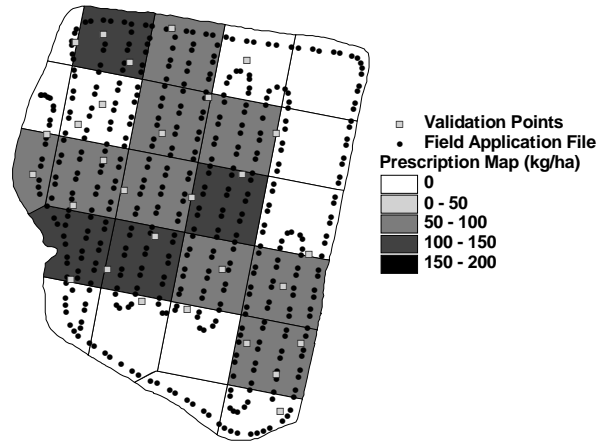 Validation Points
Field Application File
Prescription Map (kg/ha)
0
0 - 50
50 - 100
100 - 150
150 - 200